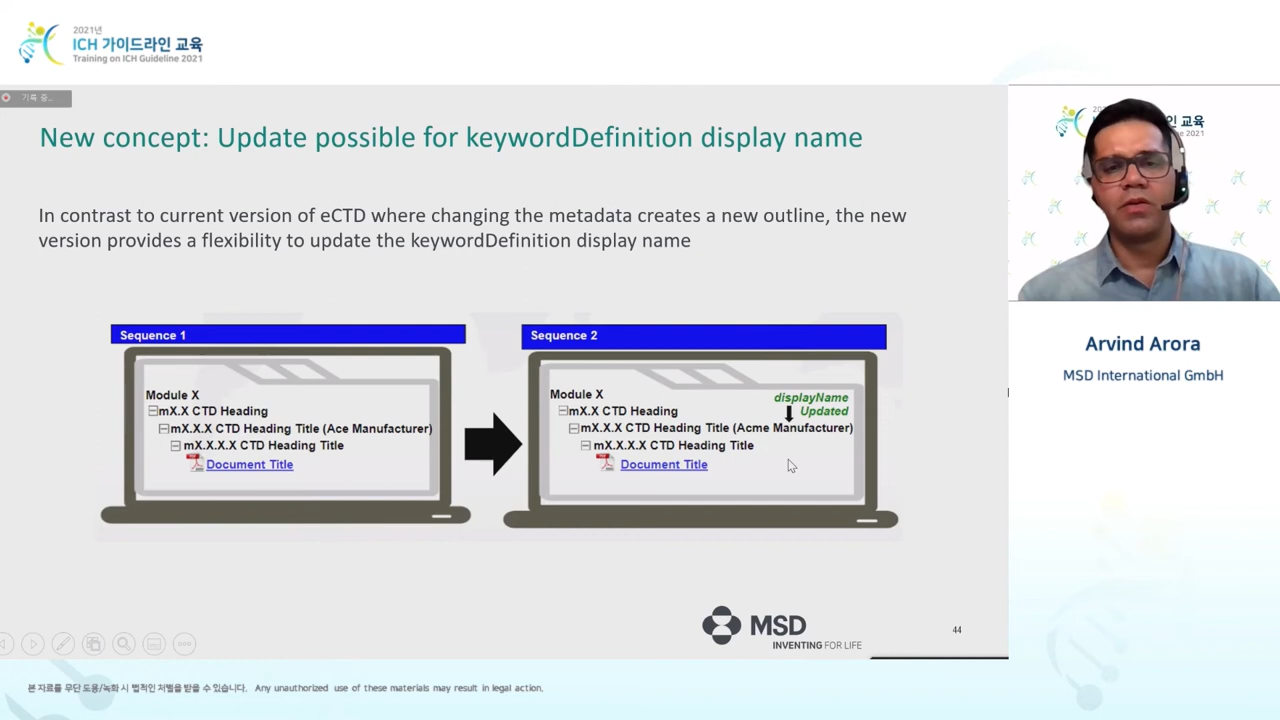 2021년
ICH 가이드라인 교육
Training on ICH Guideline 2021
기록 중...
New concept: Update possible for keywordDefinition display name
In contrast to current version of eCTD where changing the metadata creates a new outline, the new
version provides a flexibility to update the keywordDefinition display name
Sequence 1
Module X
mX.X CTD Heading
mX.X.X CTD Heading Title (Ace Manufacturer)
mX.X.X.X CTD Heading Title
Document Title
Sequence 2
Module X
displayName
mX.X CTD Heading
Updated
mX.X.X CTD Heading Title (Acme Manufacturer)
mX.X.X.X CTD Heading Title
Document Title
MSD
INVENTING FOR LIFE
44
Arvind Arora
MSD International GmbH
본 자료를 무단 도용/녹화 시 법적인 처벌을 받을 수 있습니다. Any unauthorized use of these materials may result in legal action.